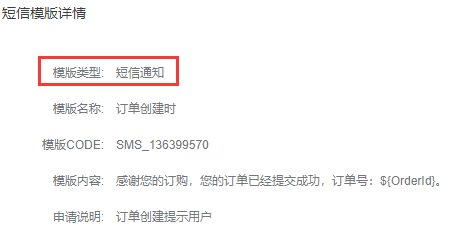 短信模版详情
模版类型: 短信通知
模版名称: 订单创建时
模版CODE: SMS_136399570
模版内容: 感谢您的订购，您的订单已经提交成功，订单号：${OrderId}。
申请说明: 订单创建提示用户